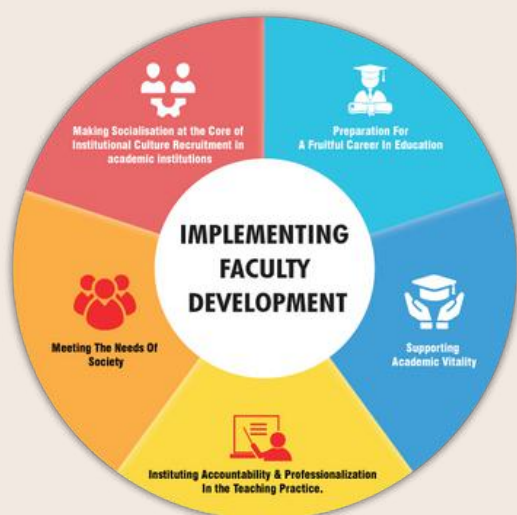 Making Socialisation at the Core of
Institutional Culture Recruitment in
academic institutions
Preparation For
A Fruitful Career In Education
IMPLEMENTING
FACULTY
DEVELOPMENT
Meeting The Needs Of
Society
Supporting
Academic Vitality
Instituting Accountability & Professionalization
In the Teaching Practice.